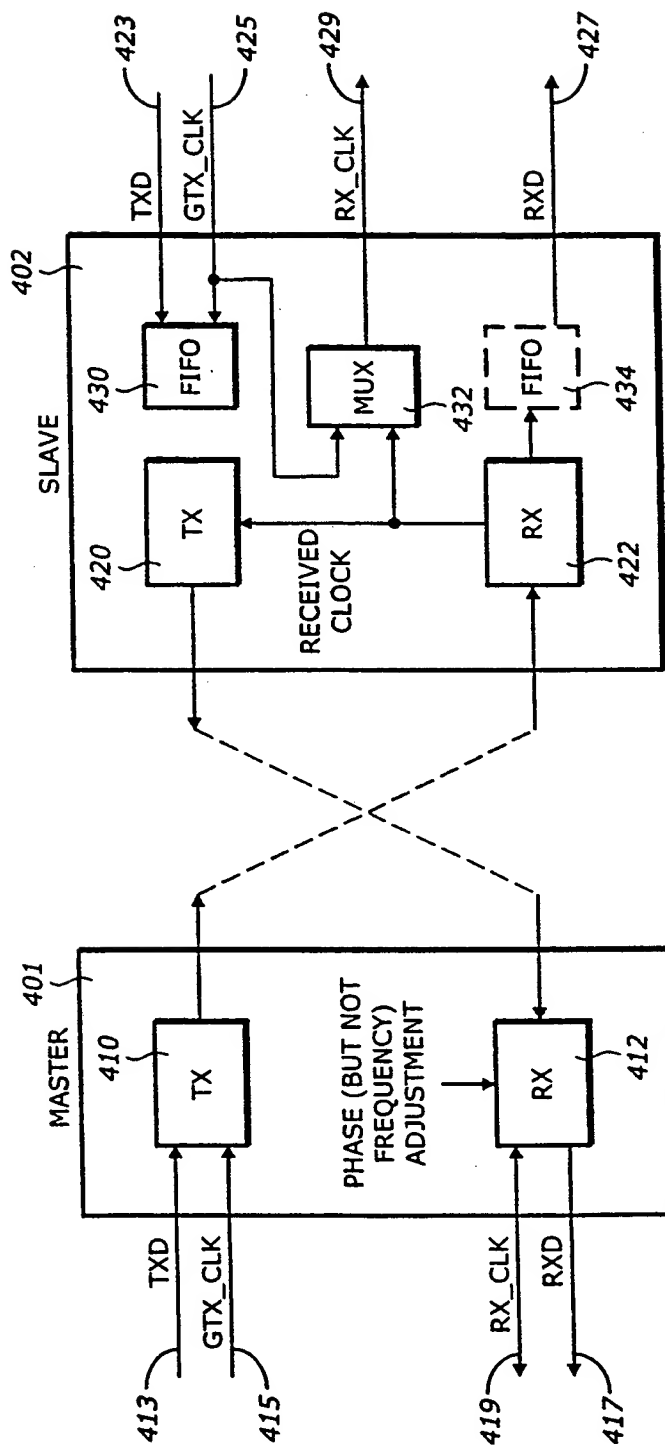 MASTER
401
TXD
413
GTX_CLK
415
410
TX
PHASE (BUT NOT
FREQUENCY)
ADJUSTMENT
RX_CLK
419
RXD
417
RX
412
SLAVE
402
420
TX
430
FIFO
TXD
423
GTX_CLK
425
RECEIVED
CLOCK
MUX
432
RX_CLK
429
RX
422
FIFO
434
RXD
427